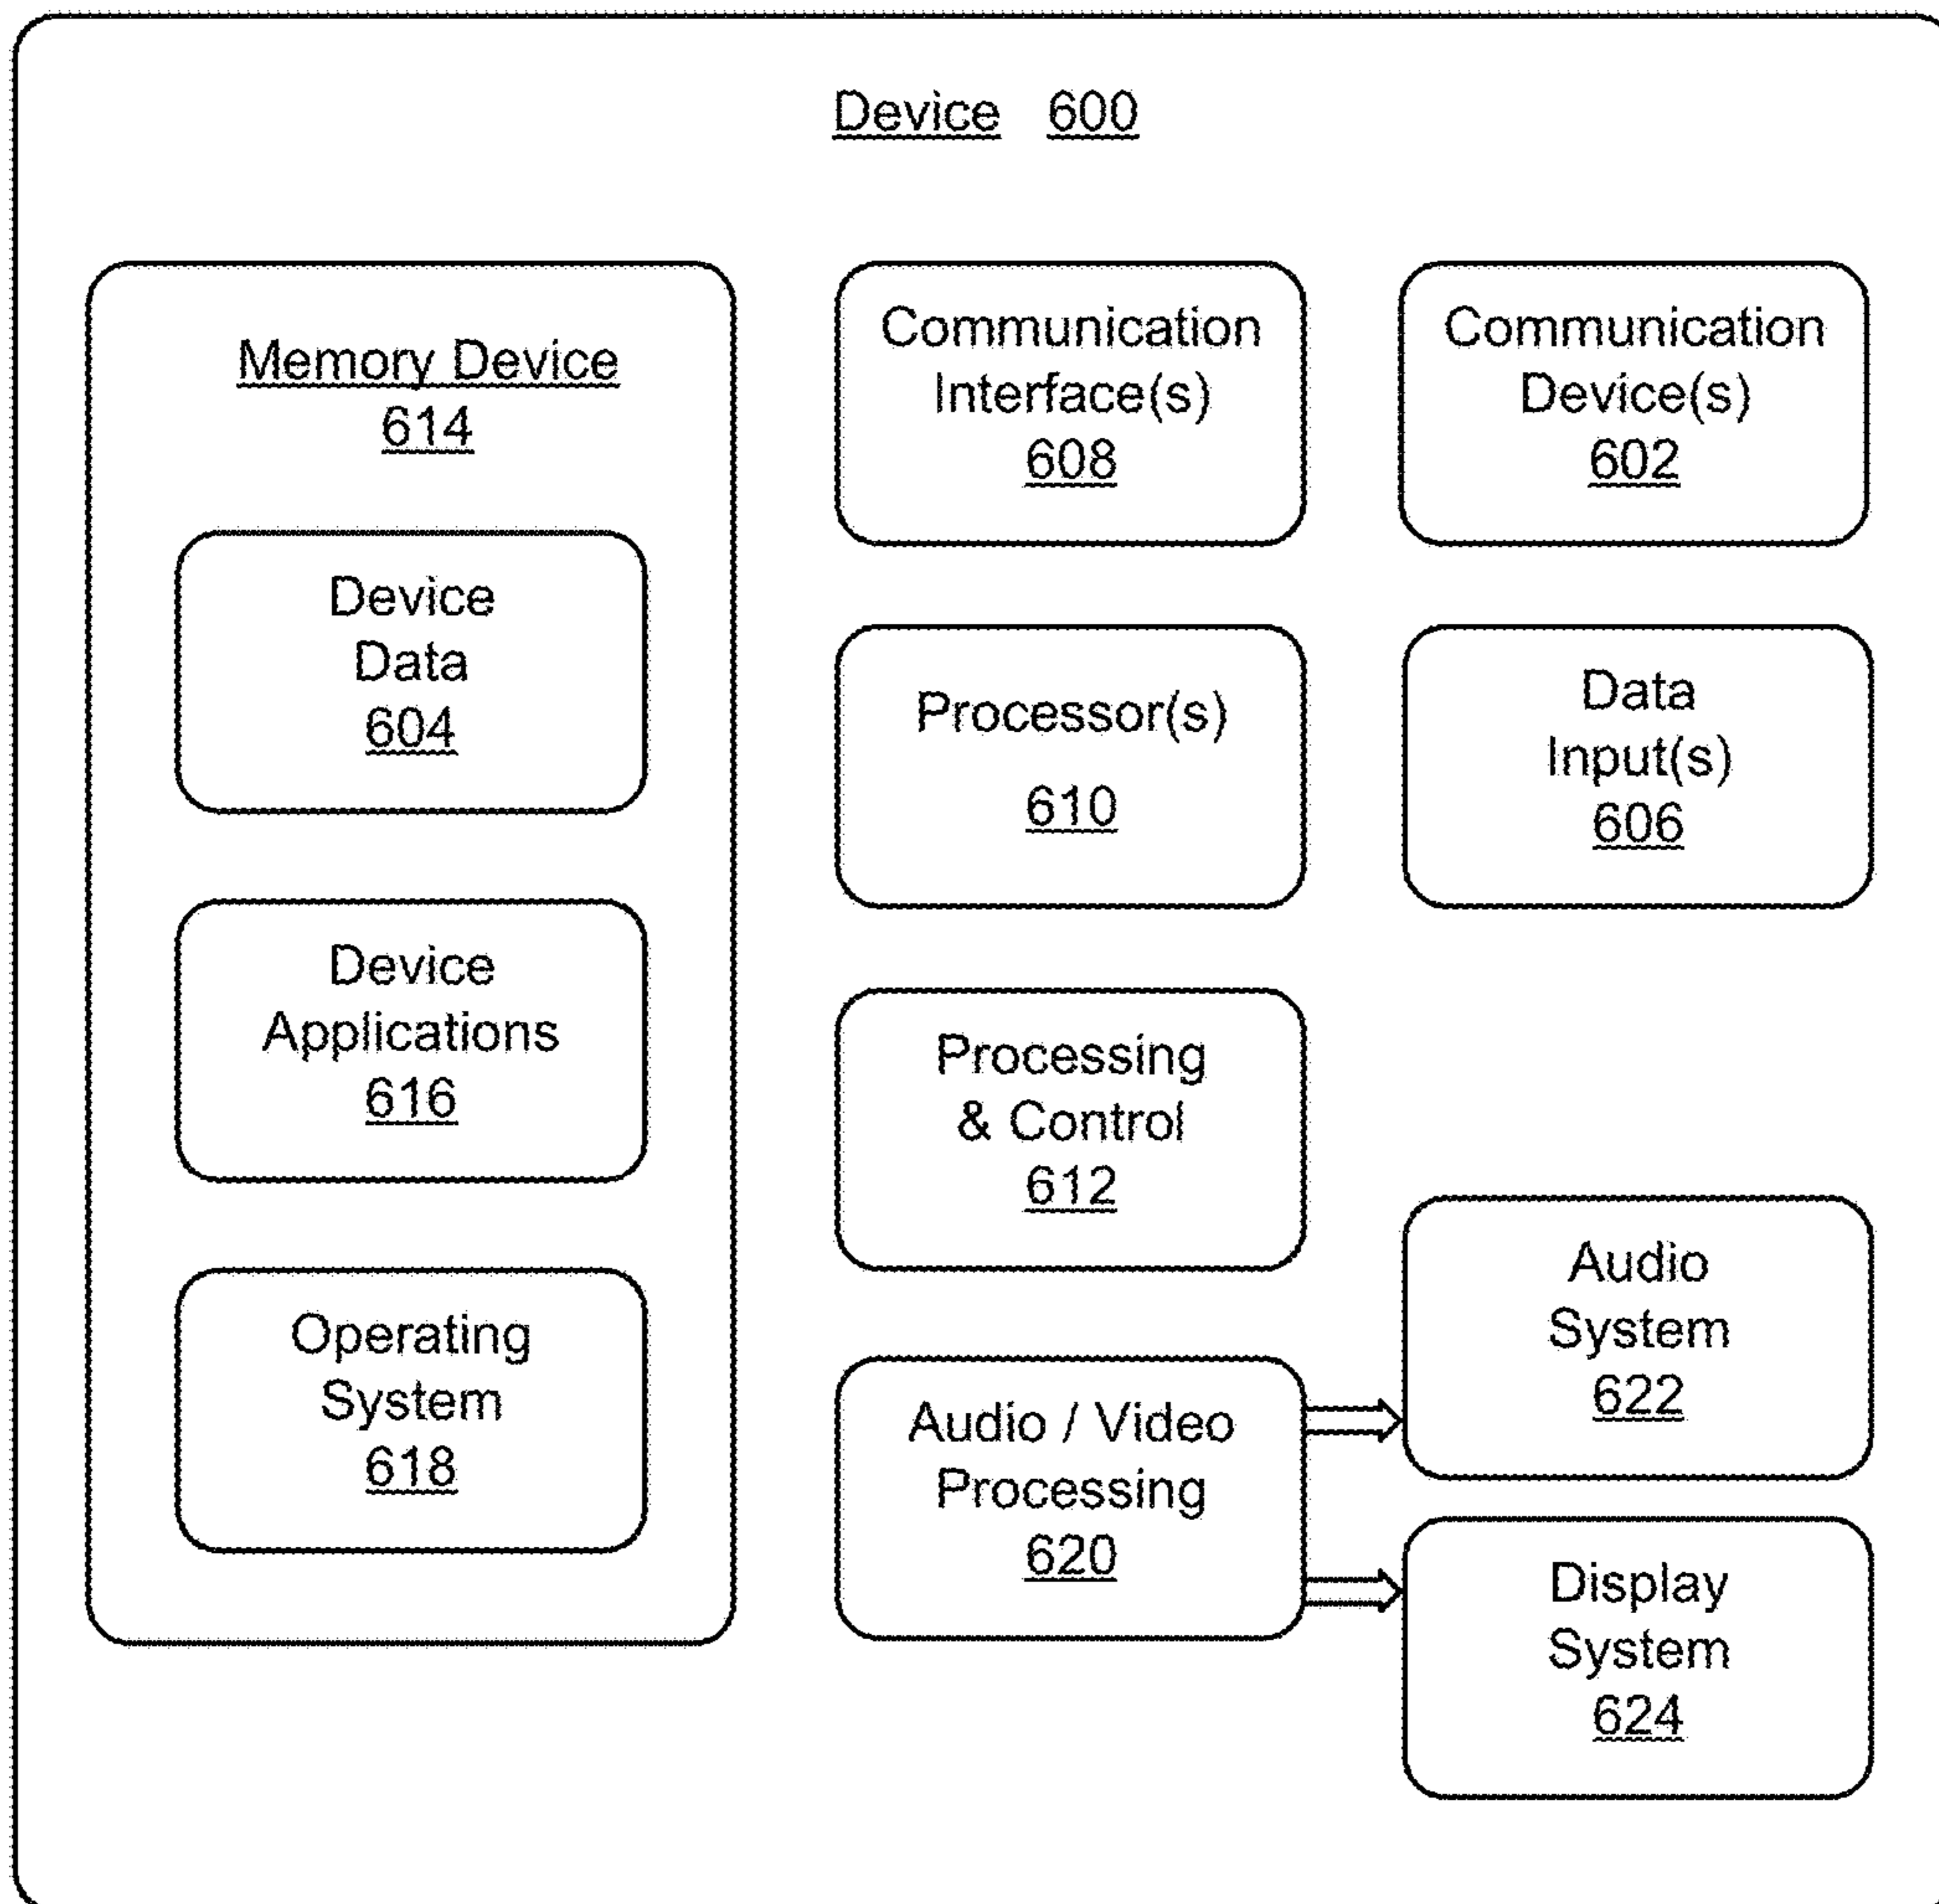 Device 600
Memory Device
614
Device
Data
604
Device
Applications
616
Operating
System
618
Communication
Interface(s)
608
Processor(s)
610
Processing
& Control
612
Audio / Video
Processing
620
Communication
Device(s)
602
Data
Input(s)
606
Audio
System
622
Display
System
624